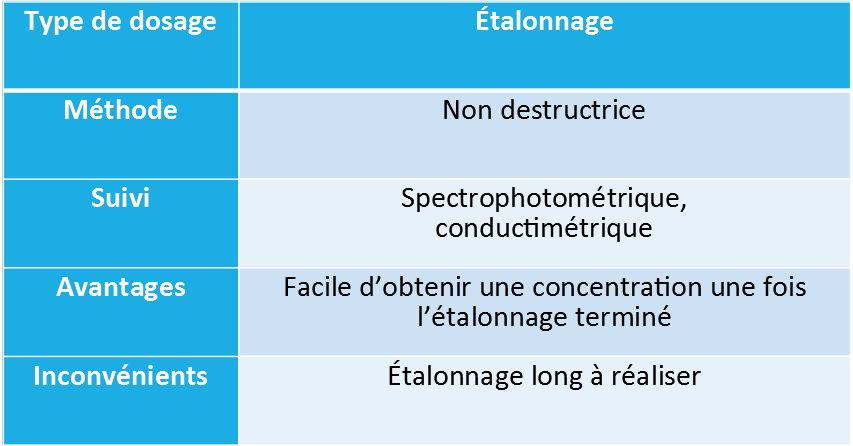 Type de dosage
Étalonnage
Méthode
Non destructrice
Suivi
Spectrophotométrique,
conductimétrique
Avantages
Facile d’obtenir une concentration une fois
l’étalonnage terminé
Inconvénients
Étalonnage long à réaliser